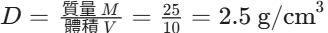 D = 質量 M / 體積 V = 25 / 10 = 2.5 g/cm³